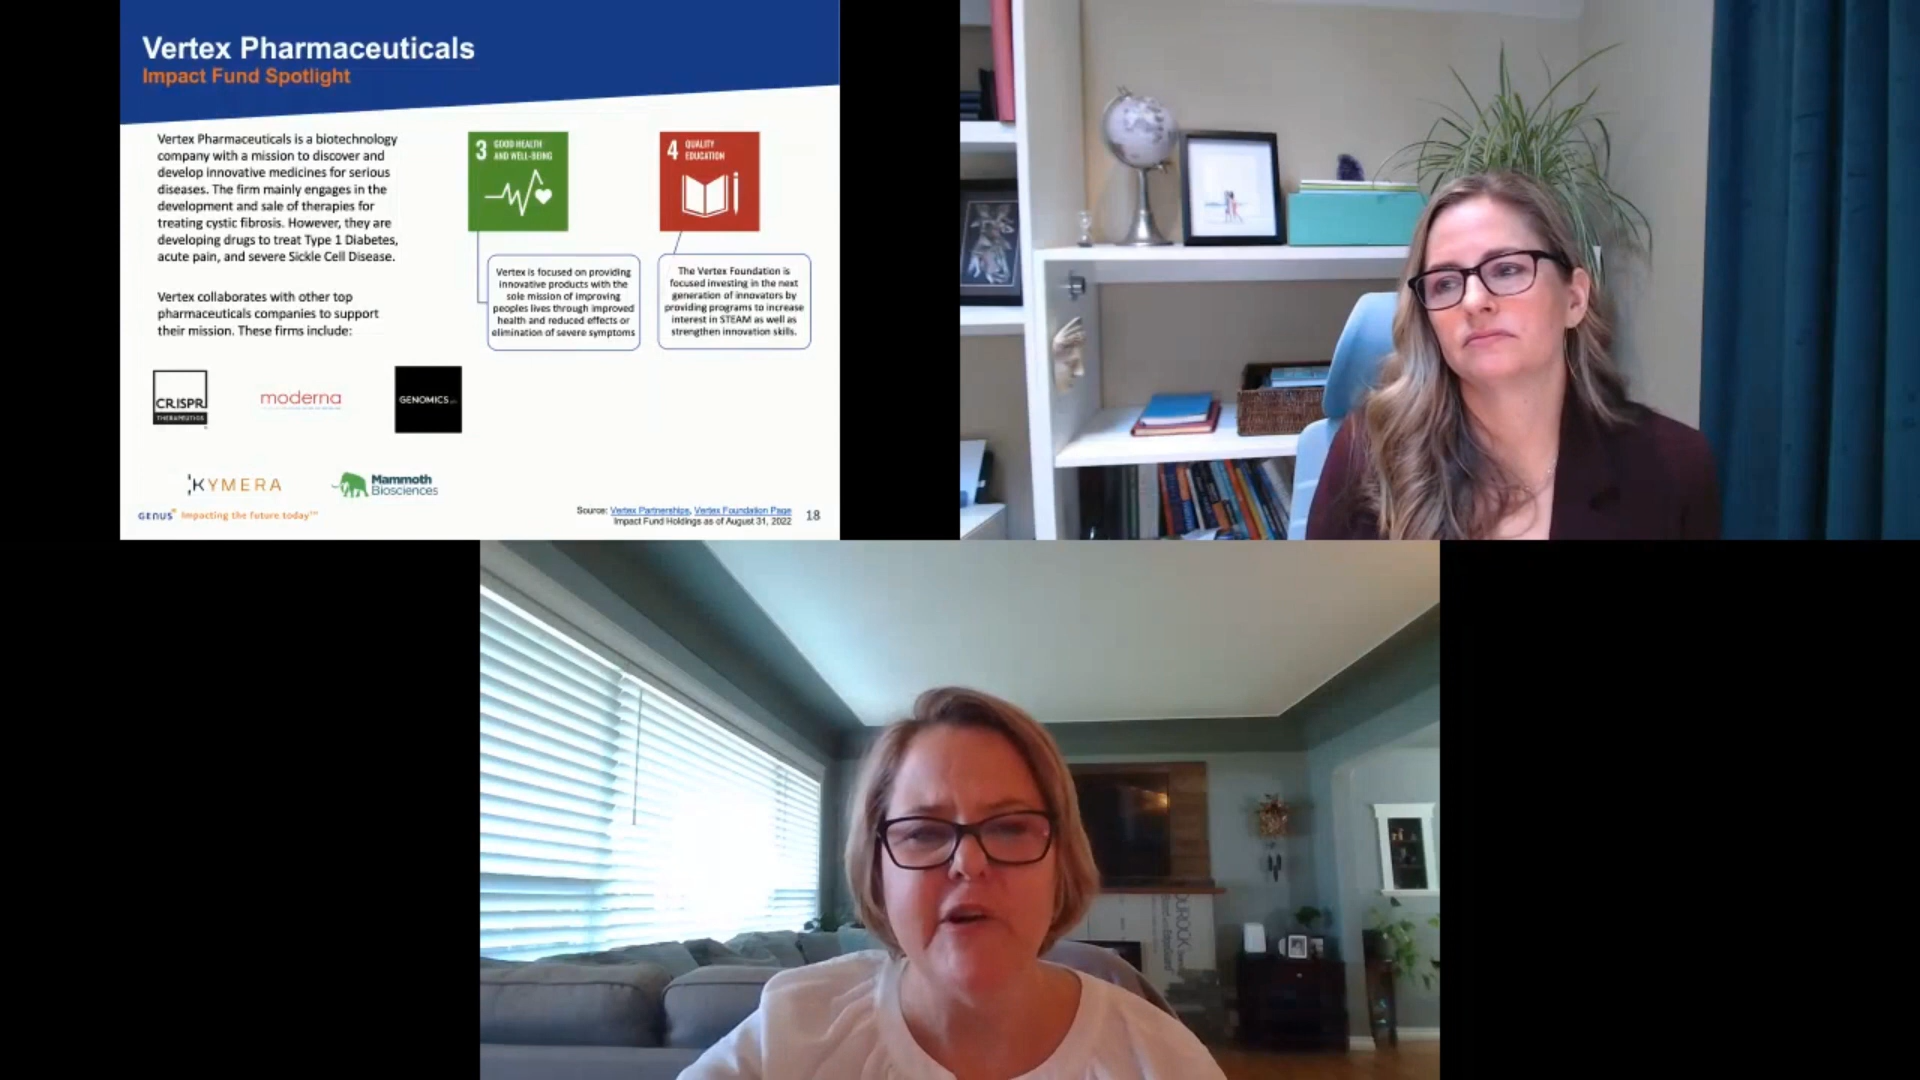 Vertex Pharmaceuticals
Impact Fund Spotlight
Vertex Pharmaceuticals is a biotechnology
company with a mission to discover and
develop innovative medicines for serious
diseases. The firm mainly engages in the
development and sale of therapies for
treating cystic fibrosis. However, they are
developing drugs to treat Type 1 Diabetes,
acute pain, and severe Sickle Cell Disease.
Vertex collaborates with other top
pharmaceuticals companies to support
their mission. These firms include:
3 GOOD HEALTH
AND WELL-BEING
4 QUALITY
EDUCATION
Vertex is focused on providing
innovative products with the
sole mission of improving
peoples lives through improved
health and reduced effects or
elimination of severe symptoms
The Vertex Foundation is
focused investing in the next
generation of innovators by
providing programs to increase
interest in STEAM as well as
strengthen innovation skills.
CRISPR
THERAPEUTICS
moderna
GENOMICS
KYMERA
Mammoth
Biosciences
GENUS Impacting the future today™
Source: Vertex Partnerships, Vertex Foundation Page
Impact Fund Holdings as of August 31, 2022
18